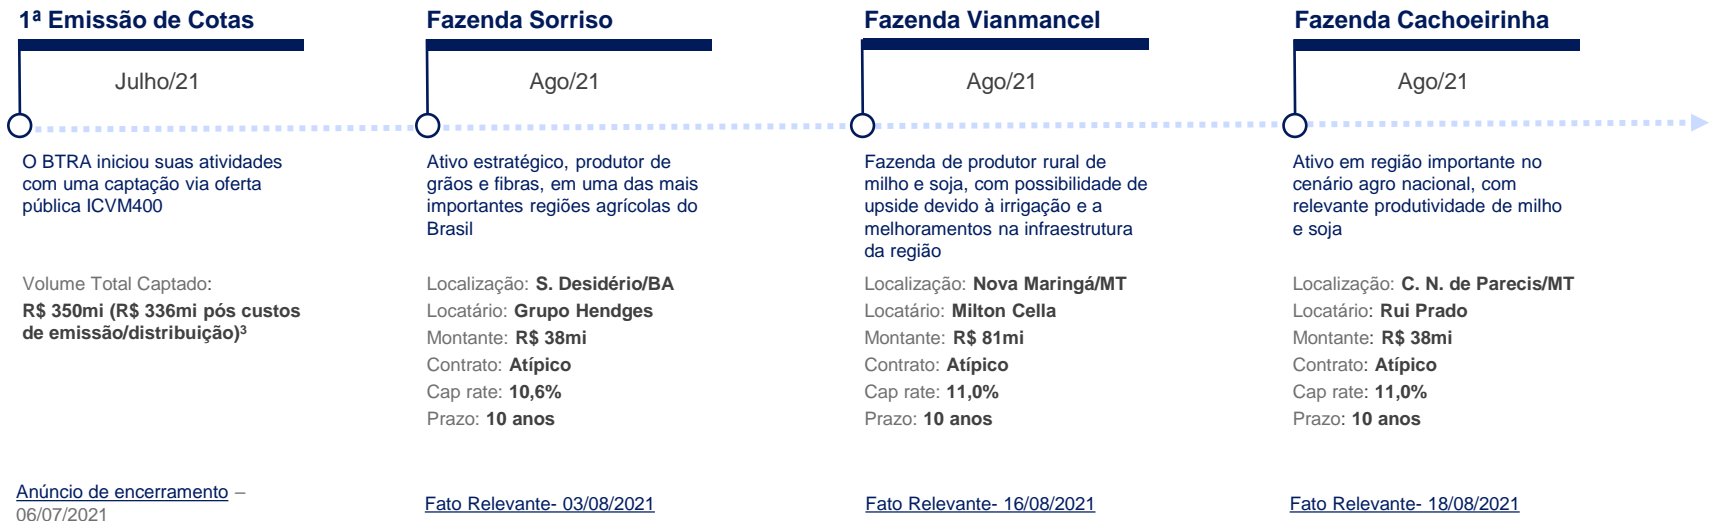 1ª Emissão de Cotas
Julho/21
O BTRA iniciou suas atividades
com uma captação via oferta
pública ICVM400
Volume Total Captado:
R$ 350mi (R$ 336mi pós custos
de emissão/distribuição)³
Anúncio de encerramento –
06/07/2021
Fazenda Sorriso
Ago/21
Ativo estratégico, produtor de
grãos e fibras, em uma das mais
importantes regiões agrícolas do
Brasil
Localização: S. Desidério/BA
Locatário: Grupo Hendges
Montante: R$ 38mi
Contrato: Atípico
Cap rate: 10,6%
Prazo: 10 anos
Fato Relevante- 03/08/2021
Fazenda Vianmancel
Ago/21
Fazenda de produtor rural de
milho e soja, com possibilidade de
upside devido à irrigação e a
melhoramentos na infraestrutura
da região
Localização: Nova Maringá/MT
Locatário: Milton Cella
Montante: R$ 81mi
Contrato: Atípico
Cap rate: 11,0%
Prazo: 10 anos
Fato Relevante- 16/08/2021
Fazenda Cachoeirinha
Ago/21
Ativo em região importante no
cenário agro nacional, com
relevante produtividade de milho
e soja
Localização: C. N. de Parecis/MT
Locatário: Rui Prado
Montante: R$ 38mi
Contrato: Atípico
Cap rate: 11,0%
Prazo: 10 anos
Fato Relevante- 18/08/2021